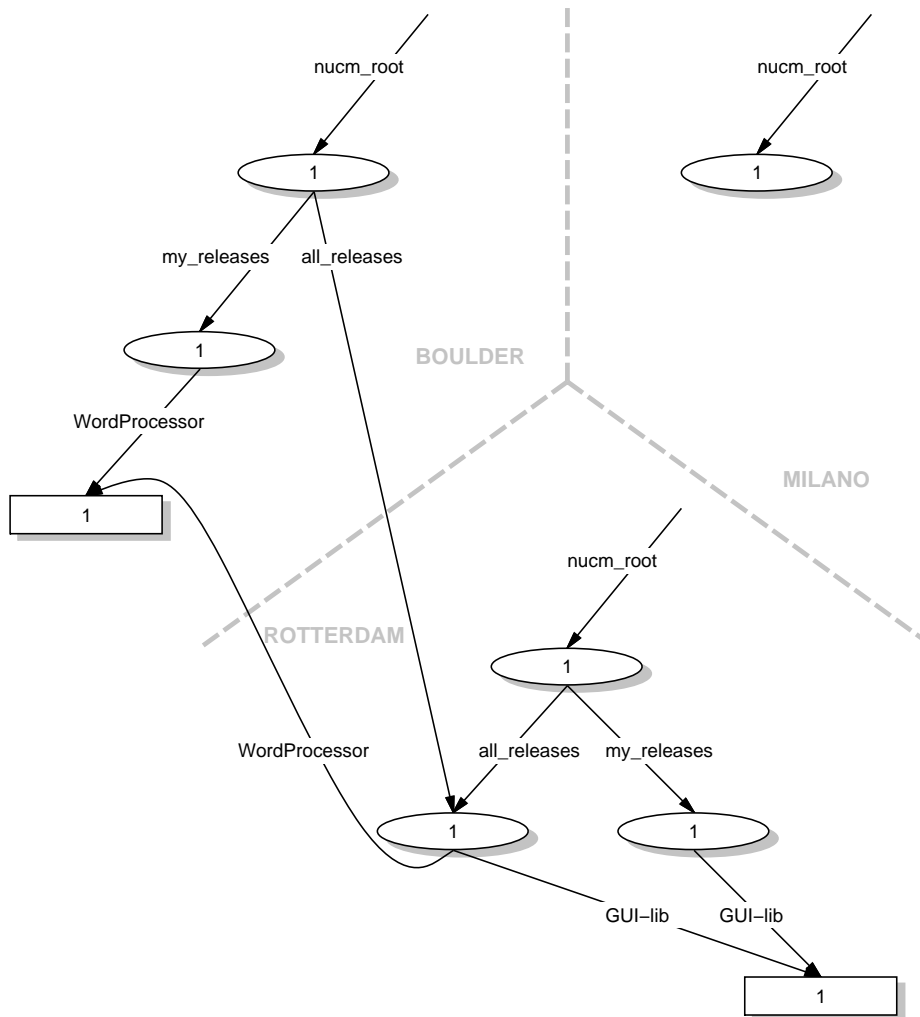 nucm_root
nucm_root
1
1
my_releases
all_releases
1
BOULDER
WordProcessor
MILANO
1
nucm_root
ROTTERDAM
1
WordProcessor
all_releases
my_releases
1
1
GUI−lib
GUI−lib
1